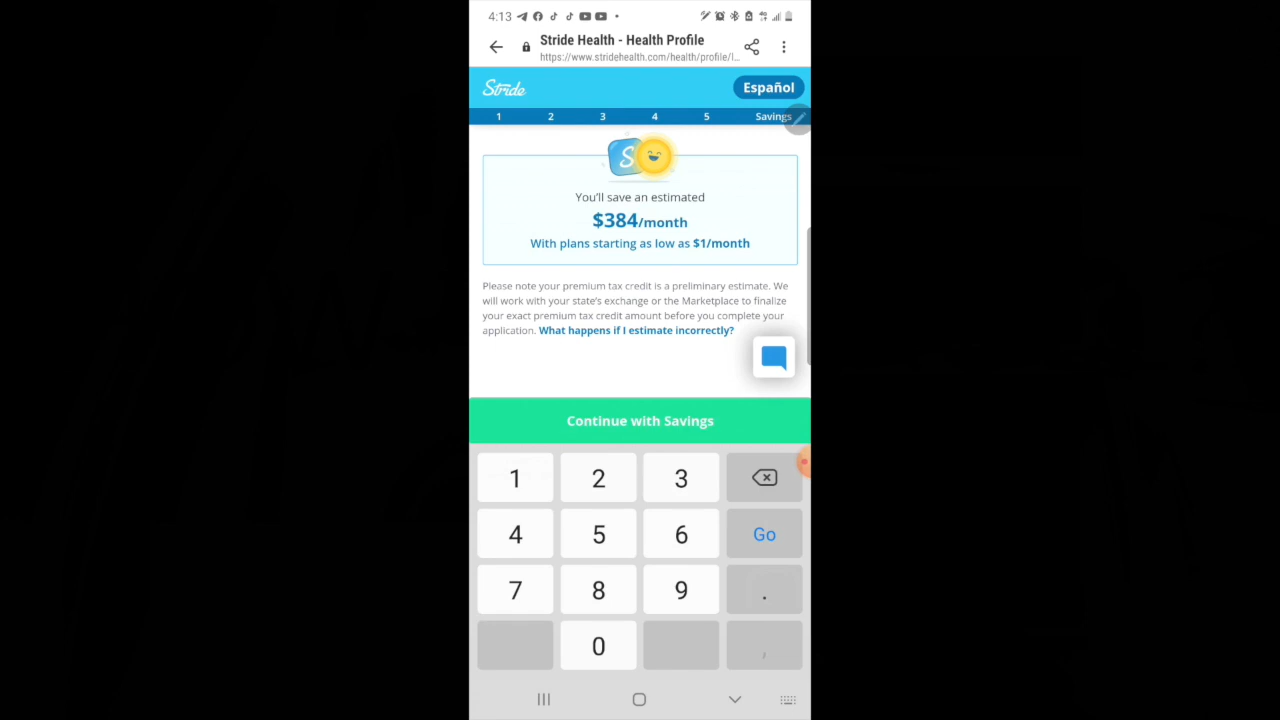 4:13
Stride Health - Health Profile
https://www.stridehealth.com/health/profile/l...
Stride
Español
1 2 3 4 5 Savings
S
You'll save an estimated
$384/month
With plans starting as low as $1/month
Please note your premium tax credit is a preliminary estimate. We
will work with your state's exchange or the Marketplace to finalize
your exact premium tax credit amount before you complete your
application. What happens if I estimate incorrectly?
Continue with Savings
1 2 3
4 5 6 Go
7 8 9 .
0 ,